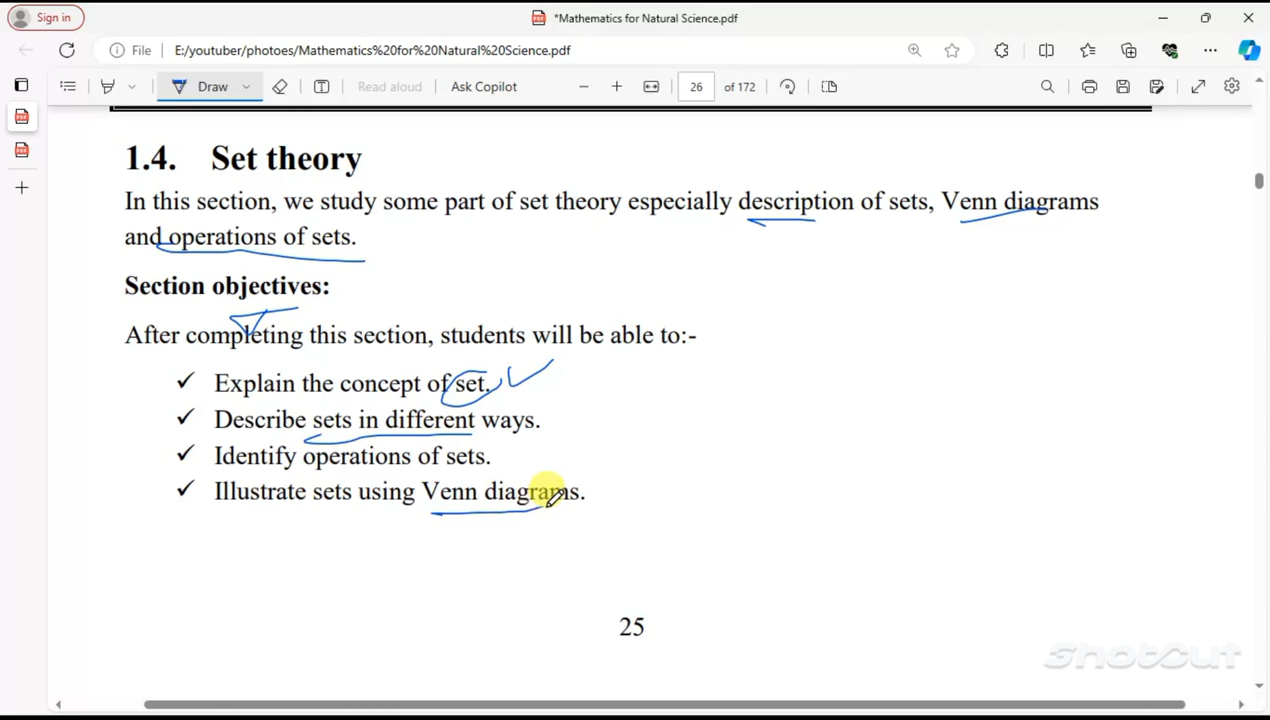 Sign in
*Mathematics for Natural Science.pdf
File E:/youtuber/photoes/Mathematics%20for%20Natural%20Science.pdf
Draw Read aloud Ask Copilot 26 of 172
1.4. Set theory
In this section, we study some part of set theory especially description of sets, Venn diagrams
and operations of sets.
Section objectives:
After completing this section, students will be able to:-
✓ Explain the concept of set.
✓ Describe sets in different ways.
✓ Identify operations of sets.
✓ Illustrate sets using Venn diagrams.
25
ShotCut